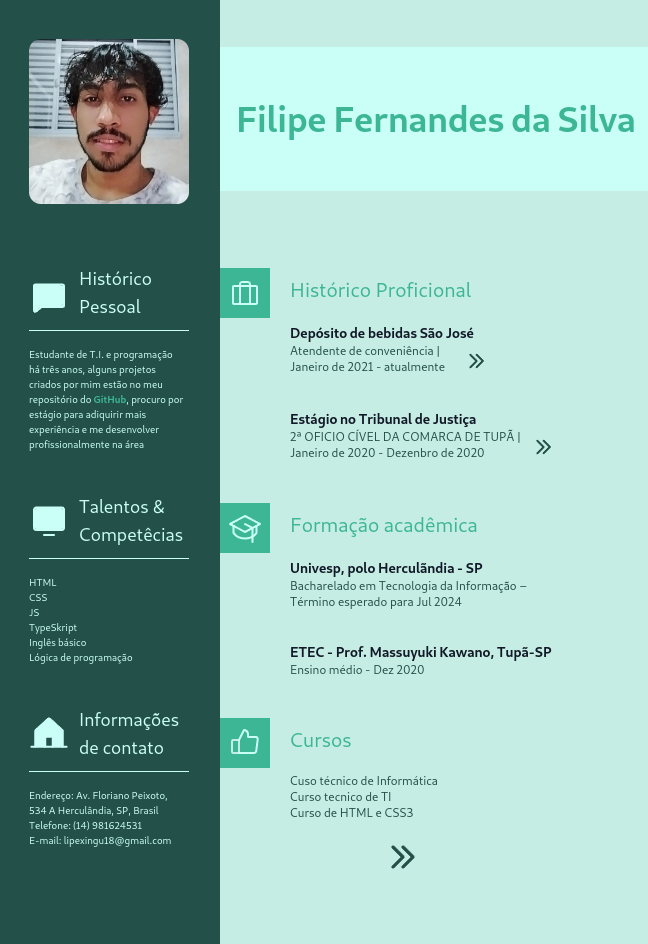 Filipe Fernandes da Silva
Histórico
Pessoal
Estudante de T.I. e programação
há três anos, alguns projetos
criados por mim estão no meu
repositório do GitHub, procuro por
estágio para adiquirir mais
experiência e me desenvolver
profissionalmente na área
Talentos &
Competêcias
HTML
CSS
JS
TypeSkript
Inglês básico
Lógica de programação
Informações
de contato
Endereço: Av. Floriano Peixoto,
534 A Herculândia, SP, Brasil
Telefone: (14) 981624531
E-mail: lipexingu18@gmail.com
Histórico Proficional
Depósito de bebidas São José
Atendente de conveniência |
Janeiro de 2021 - atualmente
Estágio no Tribunal de Justiça
2ª OFICIO CÍVEL DA COMARCA DE TUPÃ |
Janeiro de 2020 - Dezenbro de 2020
Formação acadêmica
Univesp, polo Herculãndia - SP
Bacharelado em Tecnologia da Informação –
Término esperado para Jul 2024
ETEC - Prof. Massuyuki Kawano, Tupã-SP
Ensino médio - Dez 2020
Cursos
Cuso técnico de Informática
Curso tecnico de TI
Curso de HTML e CSS3